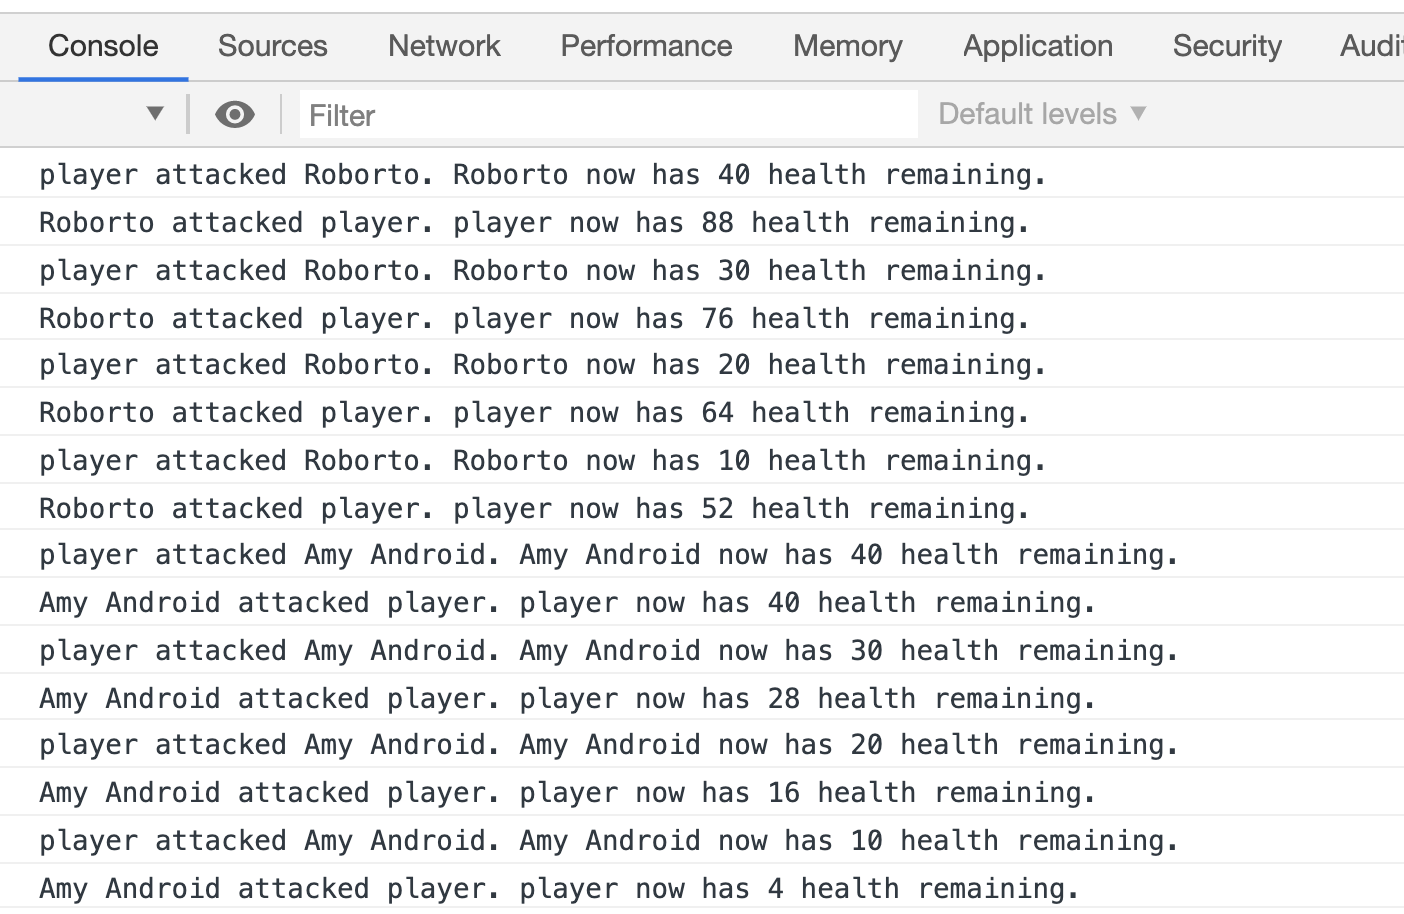 Console Sources Network Performance Memory Application Security Audit
Filter Default levels
player attacked Roborto. Roborto now has 40 health remaining.
Roborto attacked player. player now has 88 health remaining.
player attacked Roborto. Roborto now has 30 health remaining.
Roborto attacked player. player now has 76 health remaining.
player attacked Roborto. Roborto now has 20 health remaining.
Roborto attacked player. player now has 64 health remaining.
player attacked Roborto. Roborto now has 10 health remaining.
Roborto attacked player. player now has 52 health remaining.
player attacked Amy Android. Amy Android now has 40 health remaining.
Amy Android attacked player. player now has 40 health remaining.
player attacked Amy Android. Amy Android now has 30 health remaining.
Amy Android attacked player. player now has 28 health remaining.
player attacked Amy Android. Amy Android now has 20 health remaining.
Amy Android attacked player. player now has 16 health remaining.
player attacked Amy Android. Amy Android now has 10 health remaining.
Amy Android attacked player. player now has 4 health remaining.